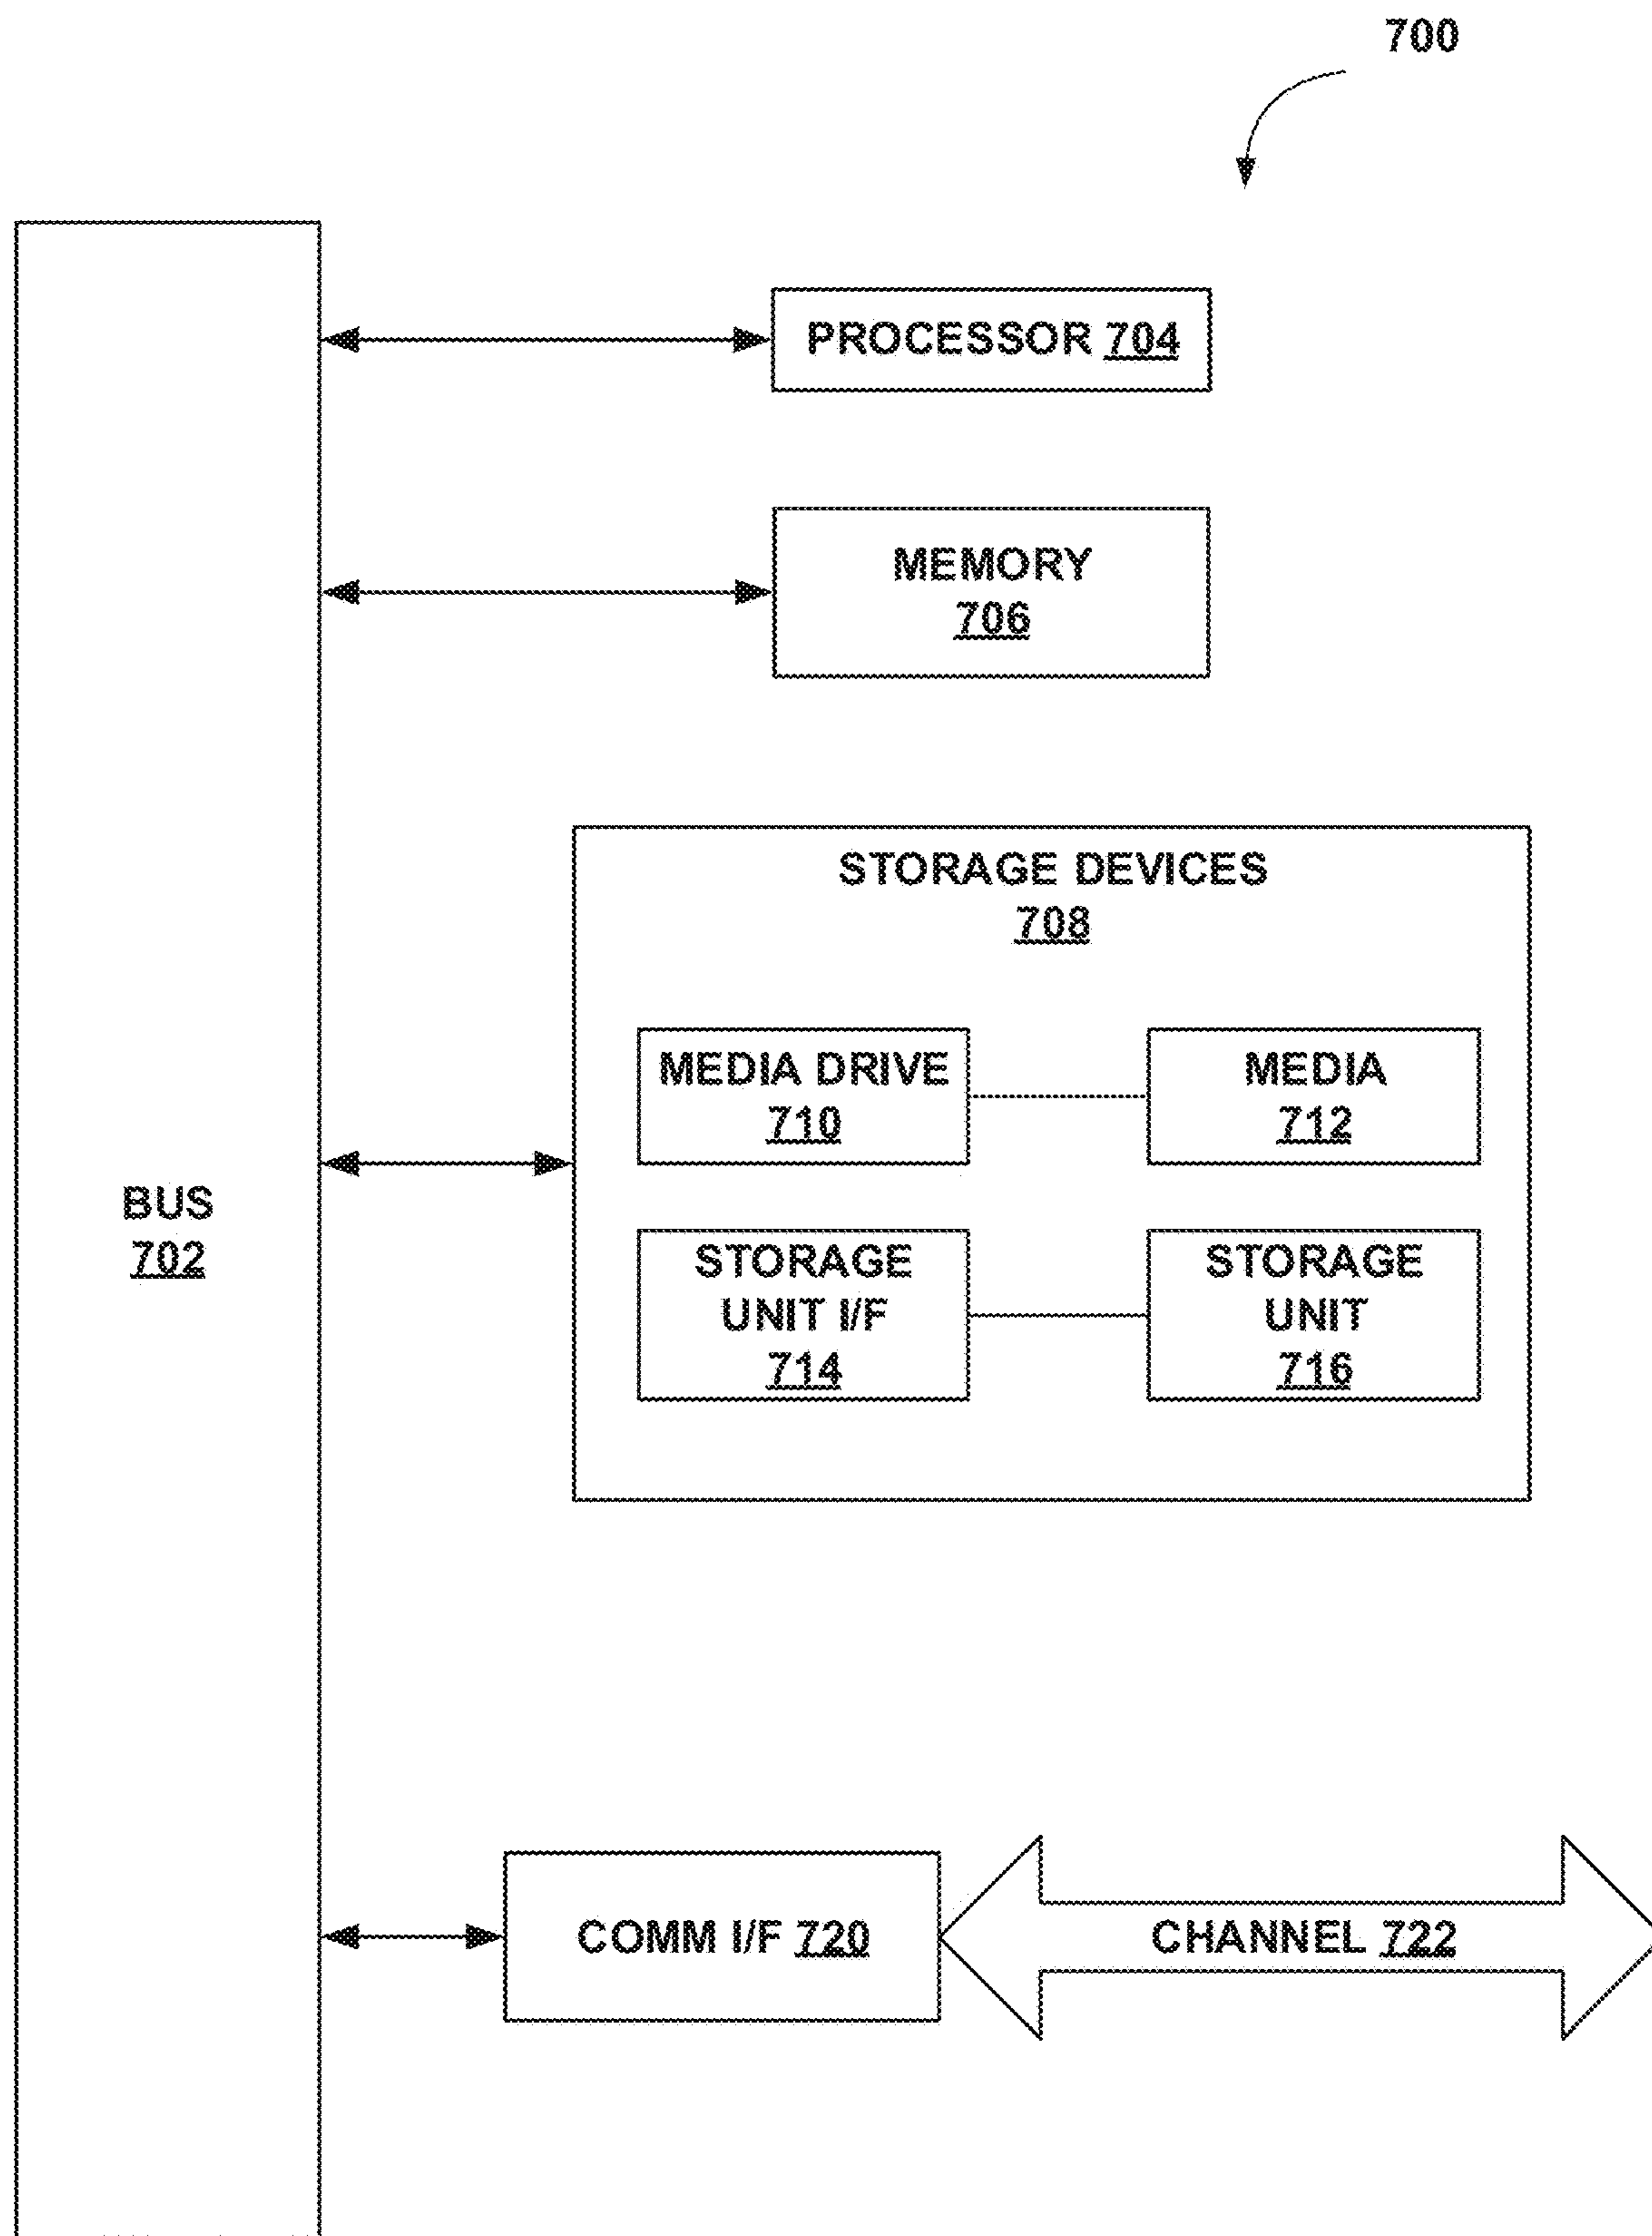 700
PROCESSOR 704
MEMORY
706
STORAGE DEVICES
708
MEDIA DRIVE
710
MEDIA
712
BUS
702
STORAGE
UNIT I/F
714
STORAGE
UNIT
716
COMM I/F 720
CHANNEL 722